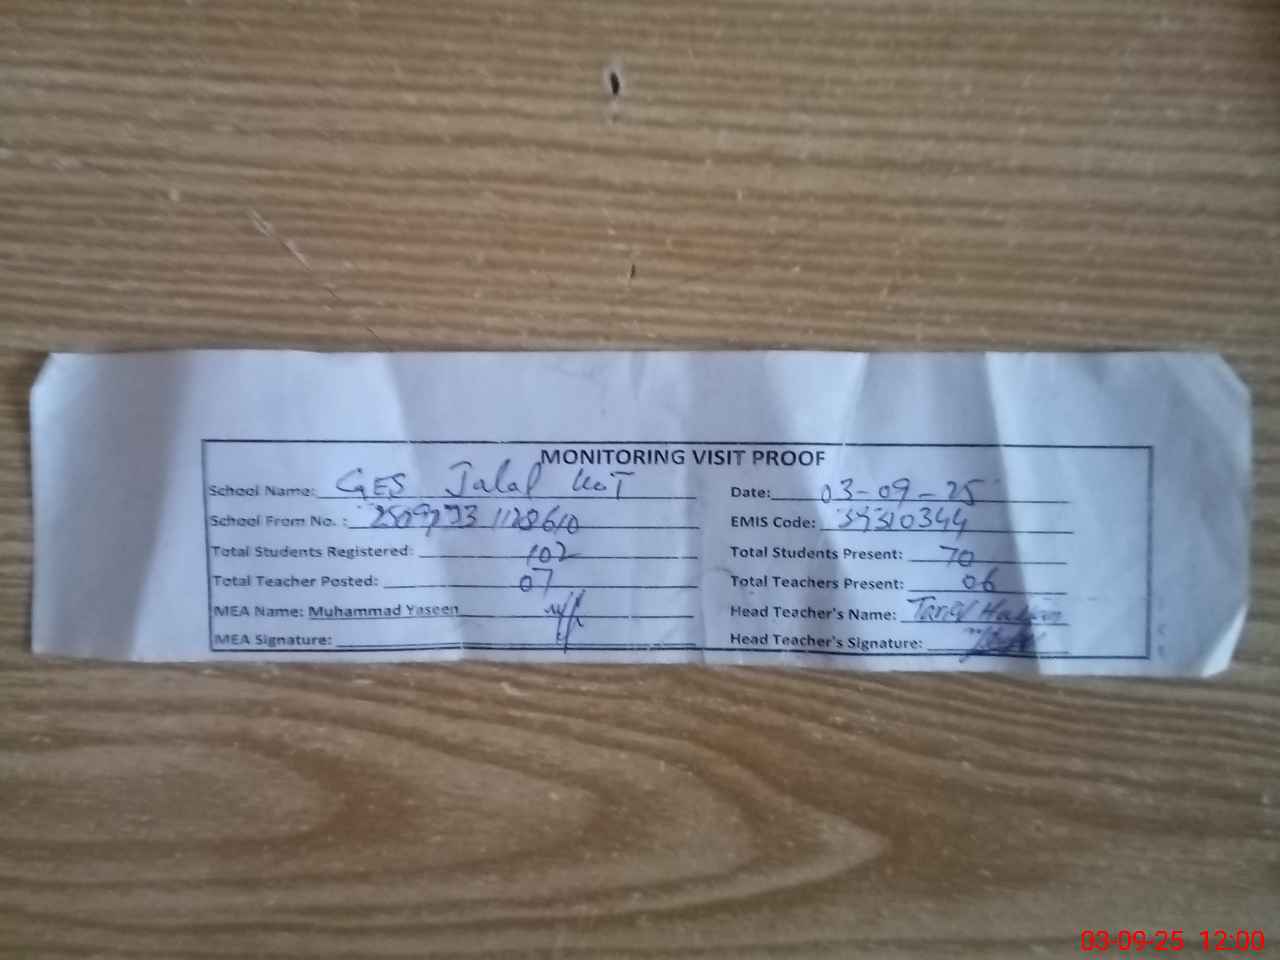 MONITORING VISIT PROOF
School Name: GES Jalal Kot Date: 03-09-25
School From No. : EMIS Code:
Total Students Registered: 102 Total Students Present: 70
Total Teacher Posted: 07 Total Teachers Present: 06
MEA Name: Muhammad Yaseen Head Teacher's Name:
MEA Signature: Head Teacher's Signature:
03-09-25 12:00